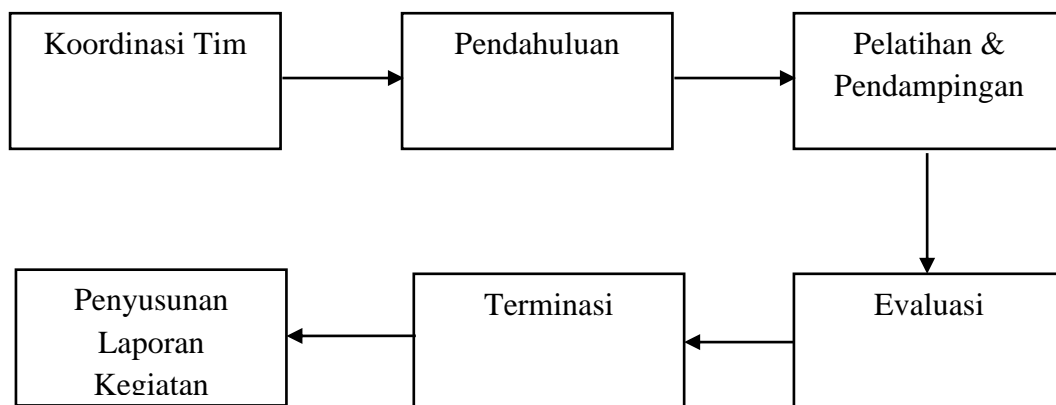 Koordinasi Tim
Pendahuluan
Pelatihan &
Pendampingan
Evaluasi
Terminasi
Penyusunan
Laporan
Kegiatan